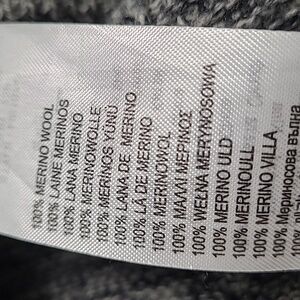 100% MERINO WOOL
100% LAINE MERINOS
100% LANA MERINO
100% MERINOWOLLE
100% MERİNOS YÜNÜ
100% LANA DE MERINO
100% LÃ DE MERINO
100% MERINOWOL
100% ΜΑΛΛΙ ΜΕΡΙΝΟΣ
100% WEŁNA MERYNOSOWA
100% MERINO ULD
100% MERINOULL
100% MERINO VILLA
100% Мериносова вълна